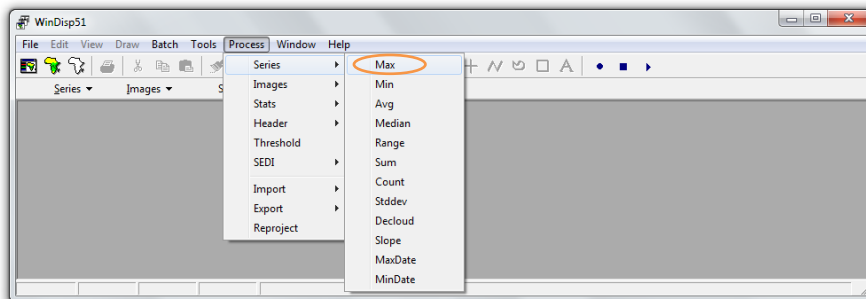 WinDisp51
File Edit View Draw Batch Tools Process Window Help
A
Series Images S
Series
Images
Stats
Header
Threshold
SEDI
Import
Export
Reproject
Max
Min
Avg
Median
Range
Sum
Count
Stddev
Decloud
Slope
MaxDate
MinDate